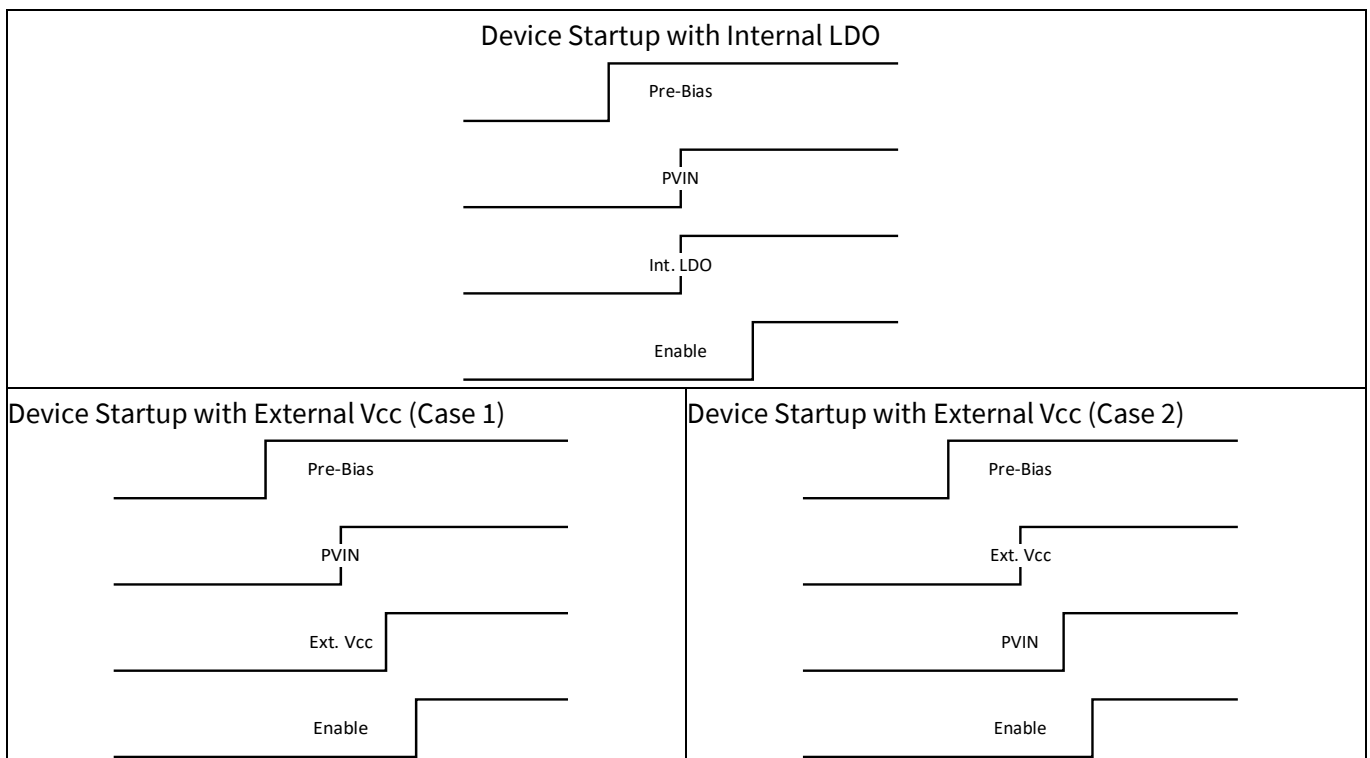 Device Startup with Internal LDO
Pre-Bias
PVIN
Int. LDO
Enable
Device Startup with External Vcc (Case 1)
Pre-Bias
PVIN
Ext. Vcc
Enable
Device Startup with External Vcc (Case 2)
Pre-Bias
Ext. Vcc
PVIN
Enable